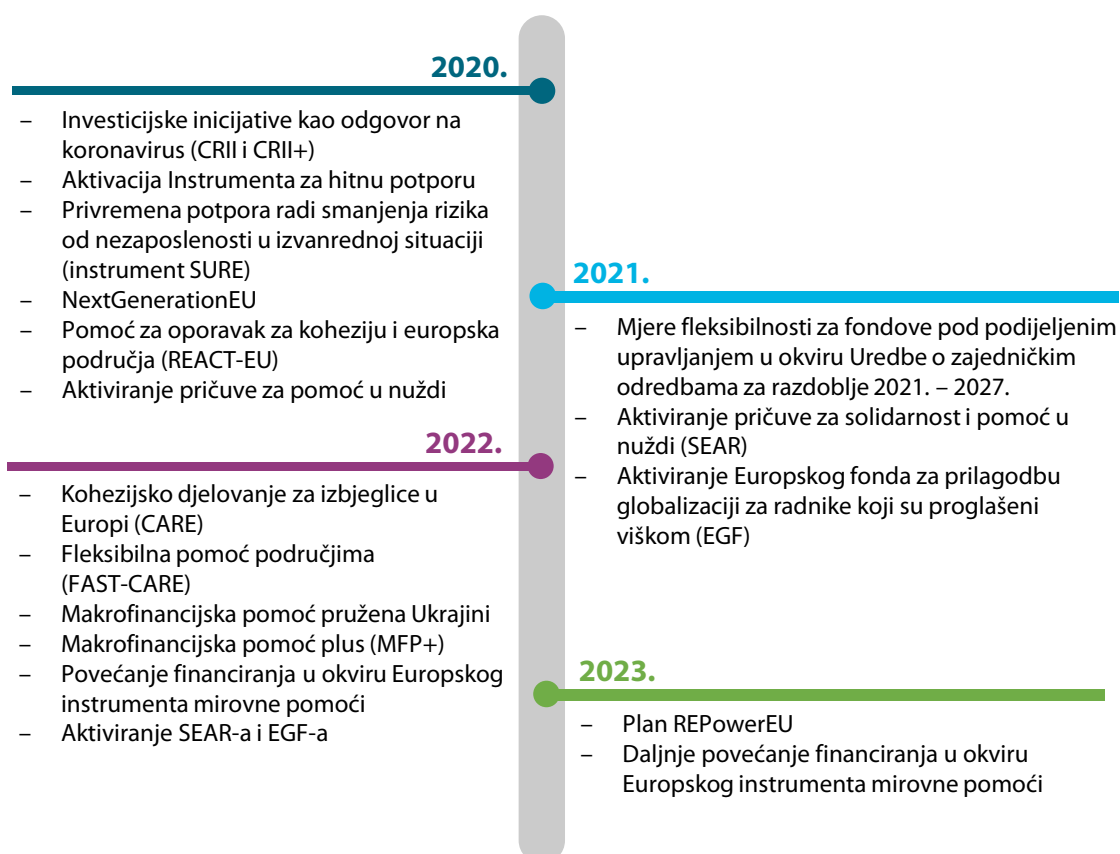 2020.
– Investicijske inicijative kao odgovor na
koronavirus (CRII i CRII+)
– Aktivacija Instrumenta za hitnu potporu
– Privremena potpora radi smanjenja rizika
od nezaposlenosti u izvanrednoj situaciji
(instrument SURE)
– NextGenerationEU
– Pomoć za oporavak za koheziju i europska
područja (REACT-EU)
– Aktiviranje pričuve za pomoć u nuždi
2021.
– Mjere fleksibilnosti za fondove pod podijeljenim
upravljanjem u okviru Uredbe o zajedničkim
odredbama za razdoblje 2021. – 2027.
– Aktiviranje pričuve za solidarnost i pomoć u
nuždi (SEAR)
– Aktiviranje Europskog fonda za prilagodbu
globalizaciji za radnike koji su proglašeni
viškom (EGF)
2022.
– Kohezijsko djelovanje za izbjeglice u
Europi (CARE)
– Fleksibilna pomoć područjima
(FAST-CARE)
– Makrofinancijska pomoć pružena Ukrajini
– Makrofinancijska pomoć plus (MFP+)
– Povećanje financiranja u okviru Europskog
instrumenta mirovne pomoći
– Aktiviranje SEAR-a i EGF-a
2023.
– Plan REPowerEU
– Daljnje povećanje financiranja u okviru
Europskog instrumenta mirovne pomoći